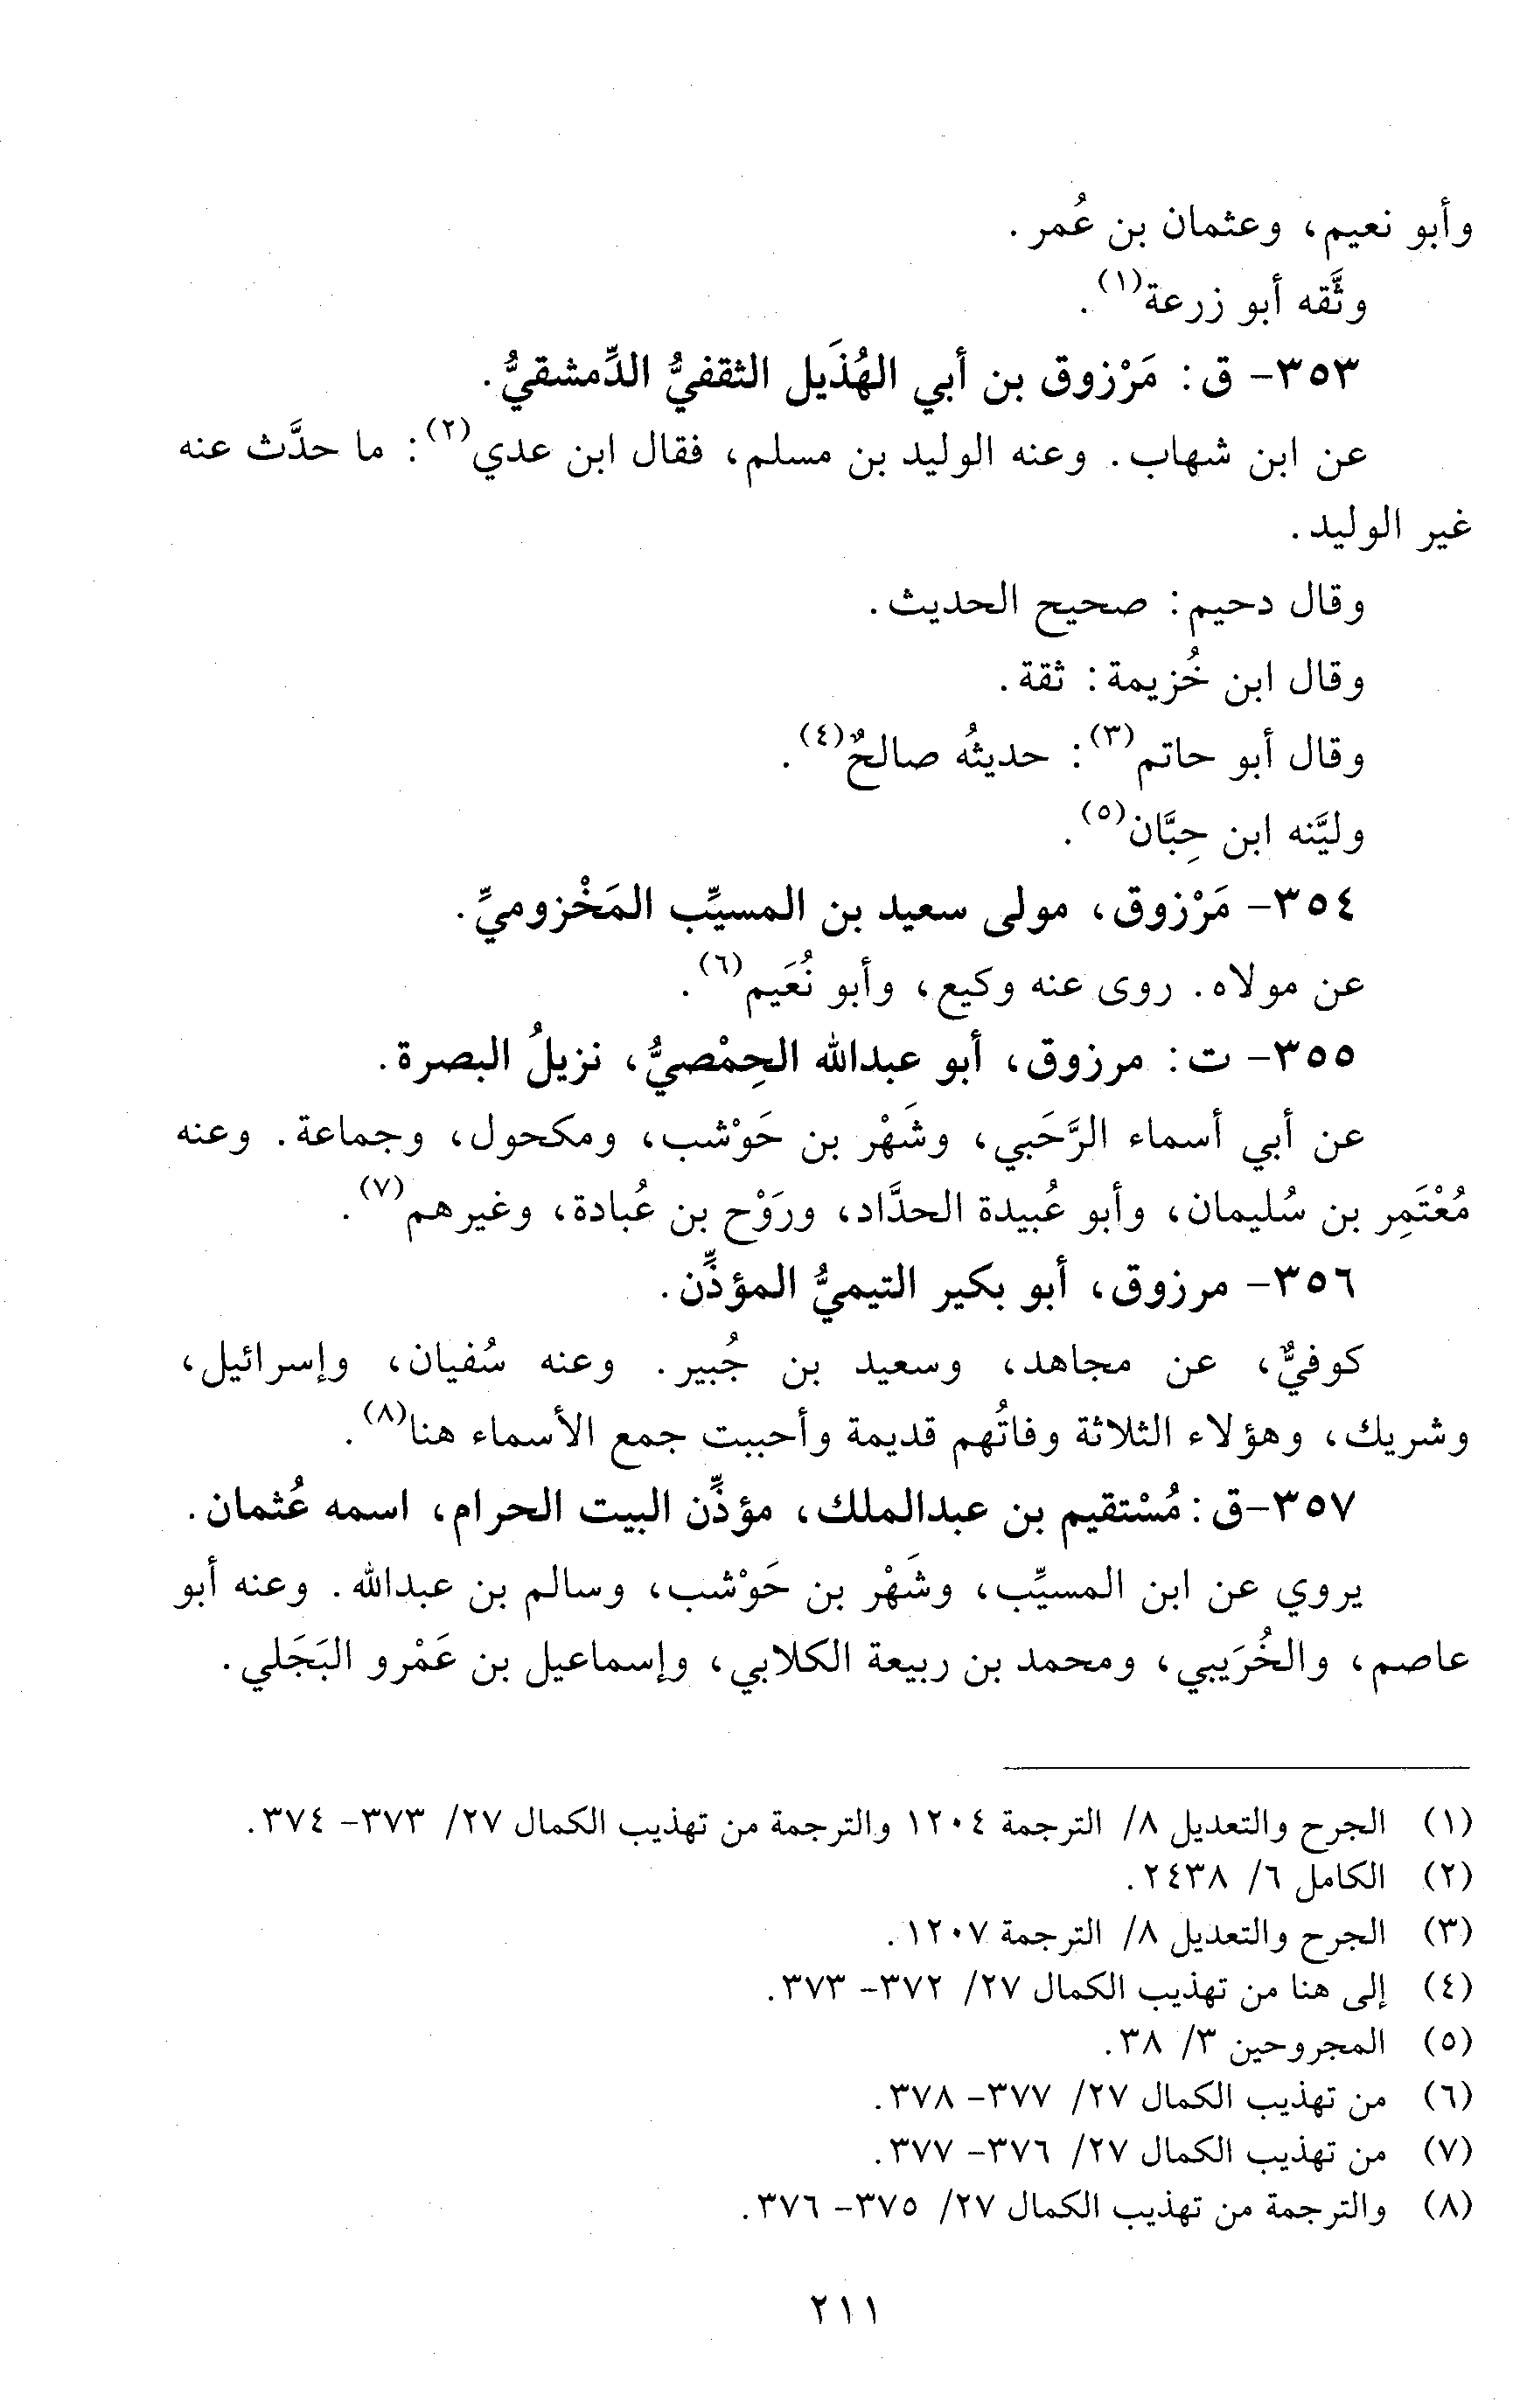 وأبو نعيم، وعثمان بن عُمر.
وثَّقه أبو زرعة(١).
٣٥٣- ق: مَرْزوق بن أبي الهُذَيل الثقفيُّ الدِّمشقيُّ.
عن ابن شهاب. وعنه الوليد بن مسلم، فقال ابن عدي(٢): ما حدَّث عنه
غير الوليد.
وقال دحيم: صحيح الحديث.
وقال ابن خُزيمة: ثقة.
وقال أبو حاتم(٣): حديثُه صالحٌ(٤).
وليَّنه ابن حِبَّان(٥).
٣٥٤- مَرْزوق، مولى سعيد بن المسيِّب المَخْزوميِّ.
عن مولاه. روى عنه وكيع، وأبو نُعَيم(٦).
٣٥٥- ت: مرزوق، أبو عبدالله الحِمْصيُّ، نزيلُ البصرة.
عن أبي أسماء الرَّحَبي، وشَهْر بن حَوْشب، ومكحول، وجماعة. وعنه
مُعْتَمِر بن سُليمان، وأبو عُبيدة الحدَّاد، ورَوْح بن عُبادة، وغيرهم(٧).
٣٥٦- مرزوق، أبو بكير التيميُّ المؤذِّن.
كوفيٌّ، عن مجاهد، وسعيد بن جُبير. وعنه سُفيان، وإسرائيل،
وشريك، وهؤلاء الثلاثة وفاتُهم قديمة وأحببت جمع الأسماء هنا(٨).
٣٥٧-ق: مُسْتقيم بن عبدالملك، مؤذِّن البيت الحرام، اسمه عُثمان.
يروي عن ابن المسيِّب، وشَهْر بن حَوْشب، وسالم بن عبدالله. وعنه أبو
عاصم، والخُرَيبي، ومحمد بن ربيعة الكلابي، وإسماعيل بن عَمْرو البَجَلي.
(١) الجرح والتعديل ٨/ الترجمة ١٢٠٤ والترجمة من تهذيب الكمال ٢٧/ ٣٧٣- ٣٧٤.
(٢) الكامل ٦/ ٢٤٣٨.
(٣) الجرح والتعديل ٨/ الترجمة ١٢٠٧.
(٤) إلى هنا من تهذيب الكمال ٢٧/ ٣٧٢- ٣٧٣.
(٥) المجروحين ٣/ ٣٨.
(٦) من تهذيب الكمال ٢٧/ ٣٧٧- ٣٧٨.
(٧) من تهذيب الكمال ٢٧/ ٣٧٦- ٣٧٧.
(٨) والترجمة من تهذيب الكمال ٢٧/ ٣٧٥- ٣٧٦.
٢١١